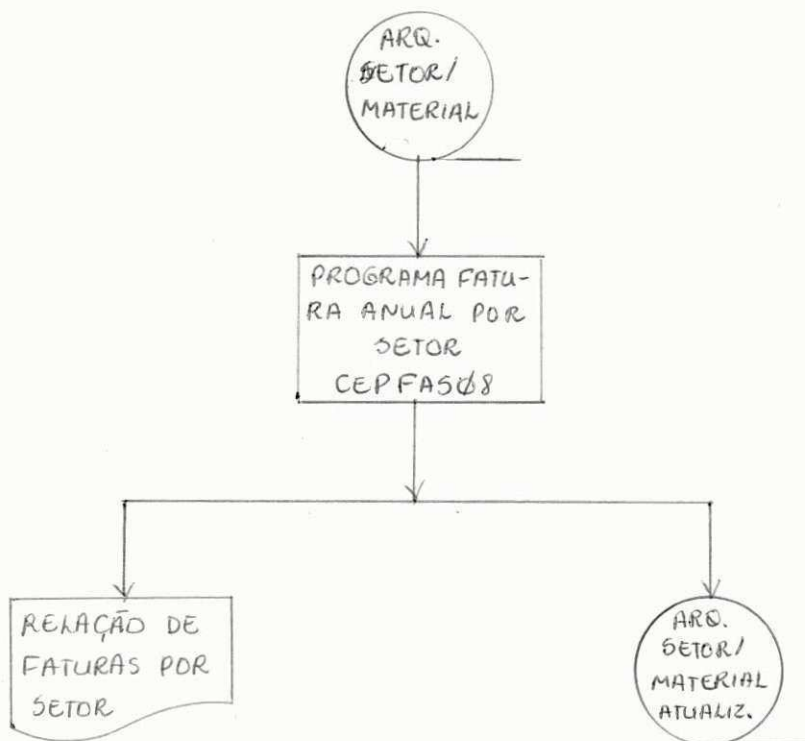 ARQ.
SETOR/
MATERIAL
PROGRAMA FATU-
RA ANUAL POR
SETOR
CEPFASØ8
RELAÇÃO DE
FATURAS POR
SETOR
ARQ.
SETOR/
MATERIAL
ATUALIZ.